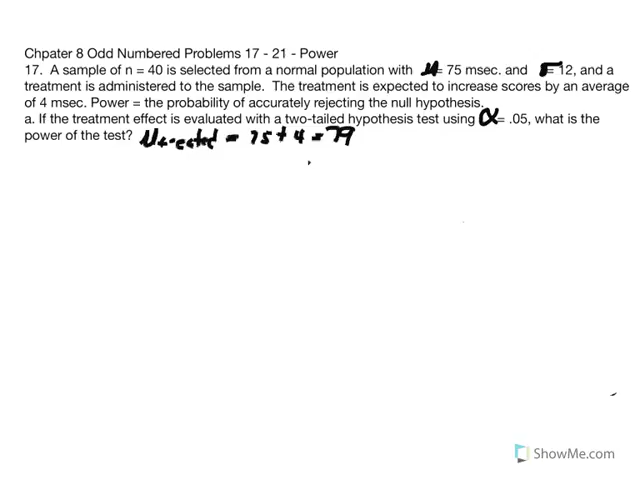 Chpater 8 Odd Numbered Problems 17 - 21 - Power
17. A sample of n = 40 is selected from a normal population with μ = 75 msec. and σ = 12, and a
treatment is administered to the sample. The treatment is expected to increase scores by an average
of 4 msec. Power = the probability of accurately rejecting the null hypothesis.
a. If the treatment effect is evaluated with a two-tailed hypothesis test using α = .05, what is the
power of the test? μ treated = 75 + 4 = 79
ShowMe.com